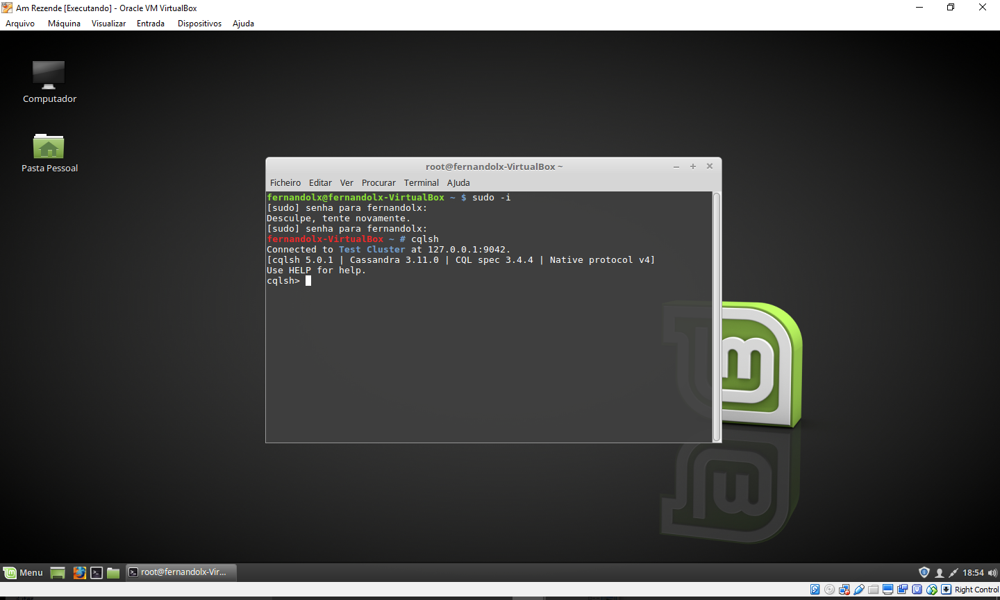 Am Rezende [Executando] - Oracle VM VirtualBox
Arquivo Máquina Visualizar Entrada Dispositivos Ajuda
Computador
Pasta Pessoal
root@fernandolx-VirtualBox ~
Ficheiro Editar Ver Procurar Terminal AJuda
fernandolx@fernandolx-VirtualBox ~ $ sudo -i
[sudo] senha para fernandolx:
Desculpe, tente novamente.
[sudo] senha para fernandolx:
fernandolx-VirtualBox ~ # cqlsh
Connected to Test Cluster at 127.0.0.1:9042.
[cqlsh 5.0.1 | Cassandra 3.11.0 | CQL spec 3.4.4 | Native protocol v4]
Use HELP for help.
cqlsh>
Menu
root@fernandolx-Vir...
18:54
Right Control